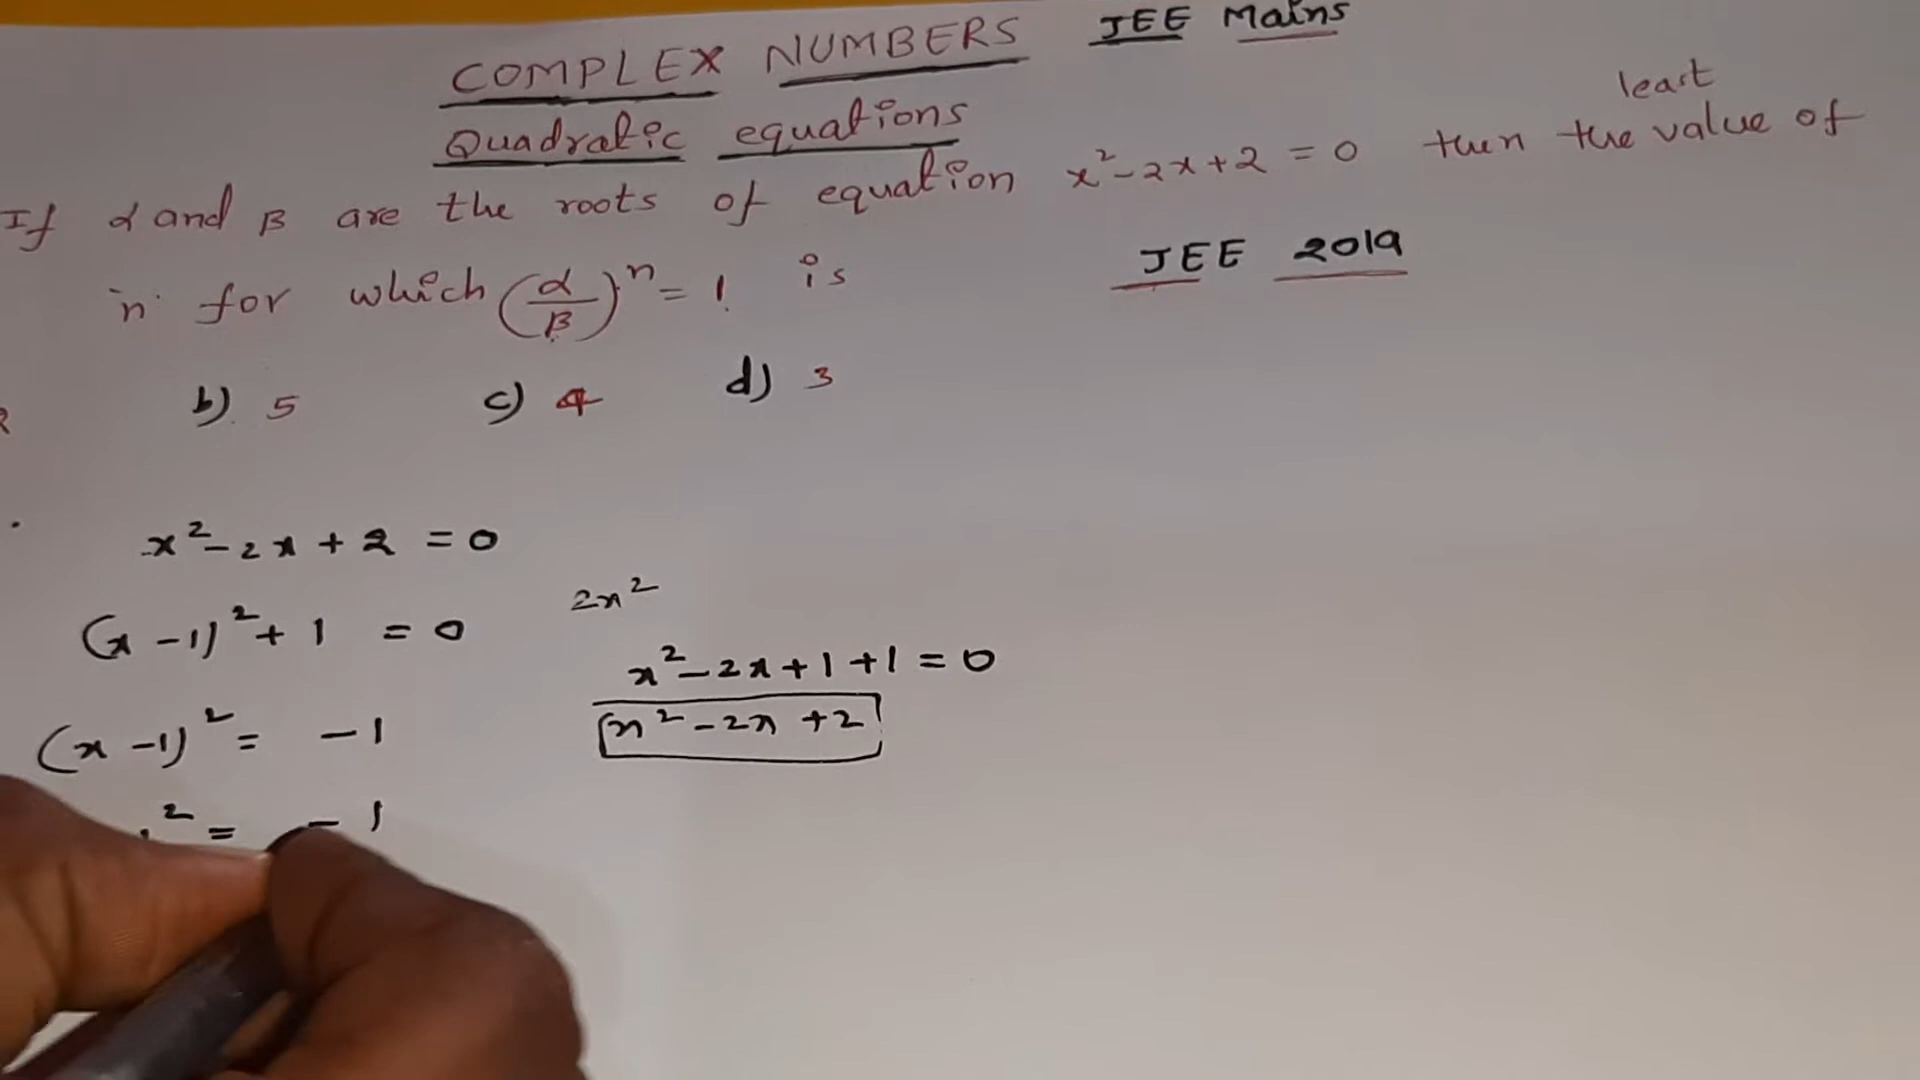 COMPLEX NUMBERS JEE Mains
Quadratic equations
least
If α and β are the roots of equation x²-2x+2 = 0 then the value of
'n' for which (α/β)ⁿ = 1 is
JEE 2019
b) 5 c) 4 d) 3
x²-2x+2 = 0
(x-1)²+1 = 0
2x²
x²-2x+1+1 = 0
x²-2x+2
(x-1)² = -1
² = -1